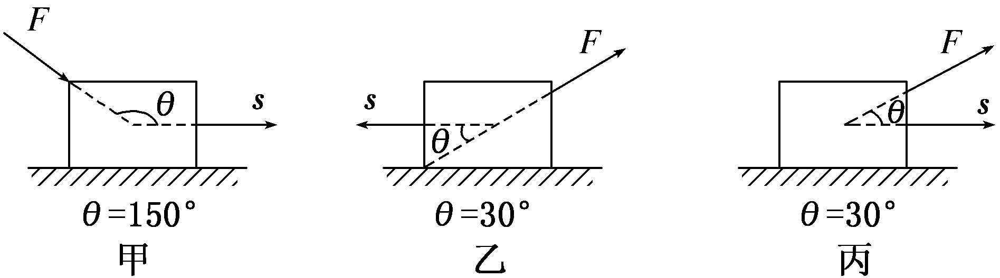 F θ s
θ=150°
甲
s θ F
θ=30°
乙
F θ s
θ=30°
丙